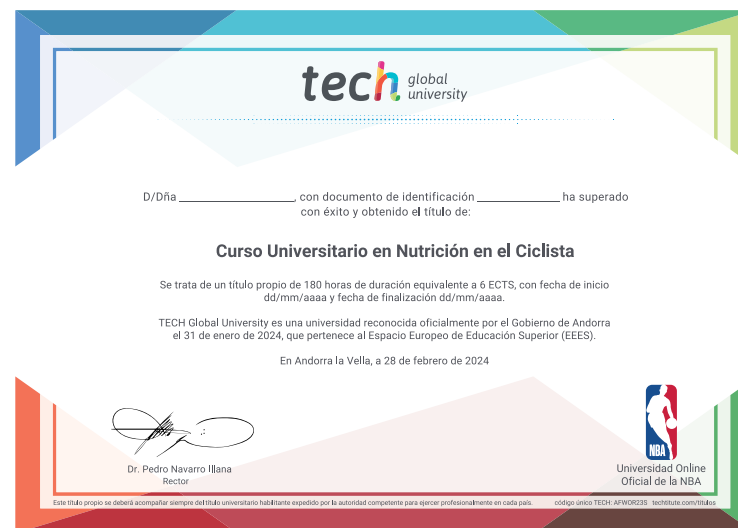 tech global university
D/Dña ____________________, con documento de identificación ______________ ha superado
con éxito y obtenido el título de:
Curso Universitario en Nutrición en el Ciclista
Se trata de un título propio de 180 horas de duración equivalente a 6 ECTS, con fecha de inicio
dd/mm/aaaa y fecha de finalización dd/mm/aaaa.
TECH Global University es una universidad reconocida oficialmente por el Gobierno de Andorra
el 31 de enero de 2024, que pertenece al Espacio Europeo de Educación Superior (EEES).
En Andorra la Vella, a 28 de febrero de 2024
Dr. Pedro Navarro Illana
Rector
NBA
Universidad Online
Oficial de la NBA
Este título propio se deberá acompañar siempre del título universitario habilitante expedido por la autoridad competente para ejercer profesionalmente en cada país. código único TECH: AFWOR23S techtitute.com/titulos